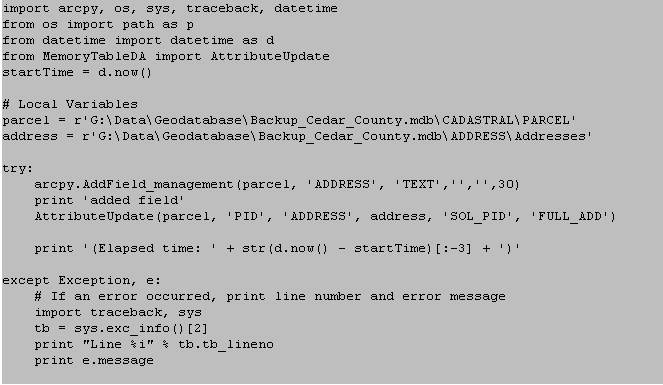 import arcpy, os, sys, traceback, datetime
from os import path as p
from datetime import datetime as d
from MemoryTableDA import AttributeUpdate
startTime = d.now()

# Local Variables
parcel = r'G:\Data\Geodatabase\Backup_Cedar_County.mdb\CADASTRAL\PARCEL'
address = r'G:\Data\Geodatabase\Backup_Cedar_County.mdb\ADDRESS\Addresses'

try:
    arcpy.AddField_management(parcel, 'ADDRESS', 'TEXT','','',30)
    print 'added field'
    AttributeUpdate(parcel, 'PID', 'ADDRESS', address, 'SOL_PID', 'FULL_ADD')

    print '(Elapsed time: ' + str(d.now() - startTime)[:-3] + ')'

except Exception, e:
    # If an error occurred, print line number and error message
    import traceback, sys
    tb = sys.exc_info()[2]
    print "Line %i" % tb.tb_lineno
    print e.message